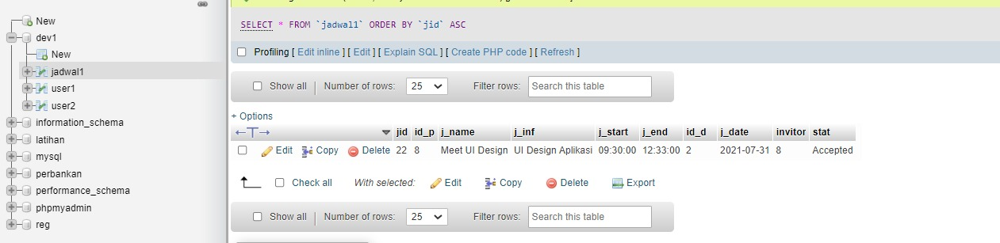 New
dev1
New
jadwal1
user1
user2
information_schema
latihan
mysql
perbankan
performance_schema
phpmyadmin
reg
SELECT * FROM `jadwal1` ORDER BY `jid` ASC
Profiling [ Edit inline ] [ Edit ] [ Explain SQL ] [ Create PHP code ] [ Refresh ]
Show all | Number of rows: 25 Filter rows: Search this table
+ Options
←T→ jid id_p j_name j_inf j_start j_end id_d j_date invitor stat
Edit Copy Delete 22 8 Meet UI Design UI Design Aplikasi 09:30:00 12:33:00 2 2021-07-31 8 Accepted
Check all With selected: Edit Copy Delete Export
Show all | Number of rows: 25 Filter rows: Search this table